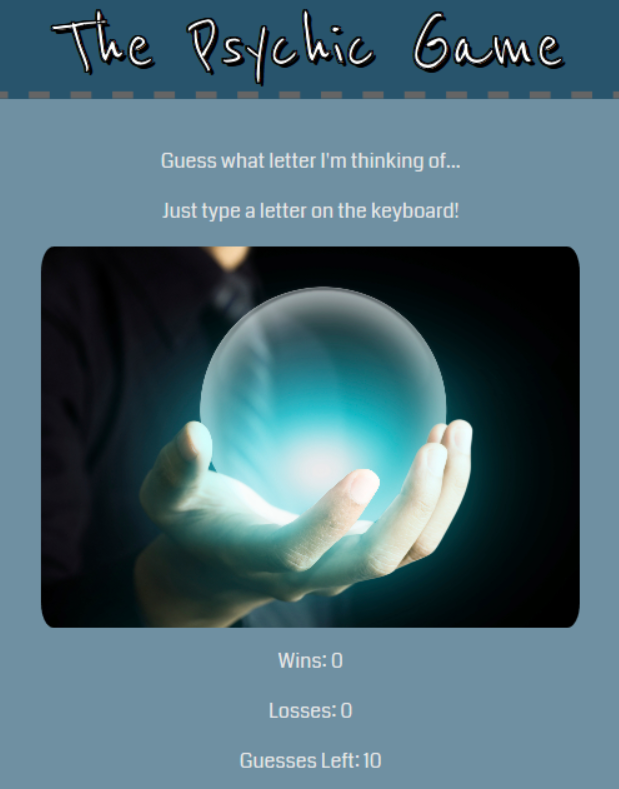 The Psychic Game
Guess what letter I'm thinking of...
Just type a letter on the keyboard!
Wins: 0
Losses: 0
Guesses Left: 10